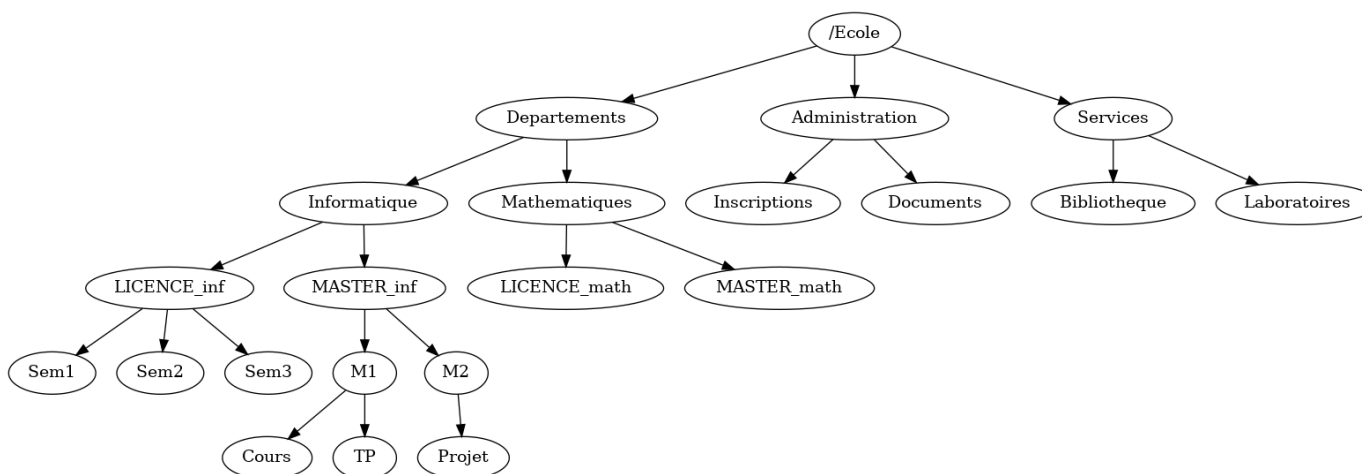 /Ecole
Departements
Administration
Services
Informatique
Mathematiques
Inscriptions
Documents
Bibliotheque
Laboratoires
LICENCE_inf
MASTER_inf
LICENCE_math
MASTER_math
Sem1
Sem2
Sem3
M1
M2
Cours
TP
Projet